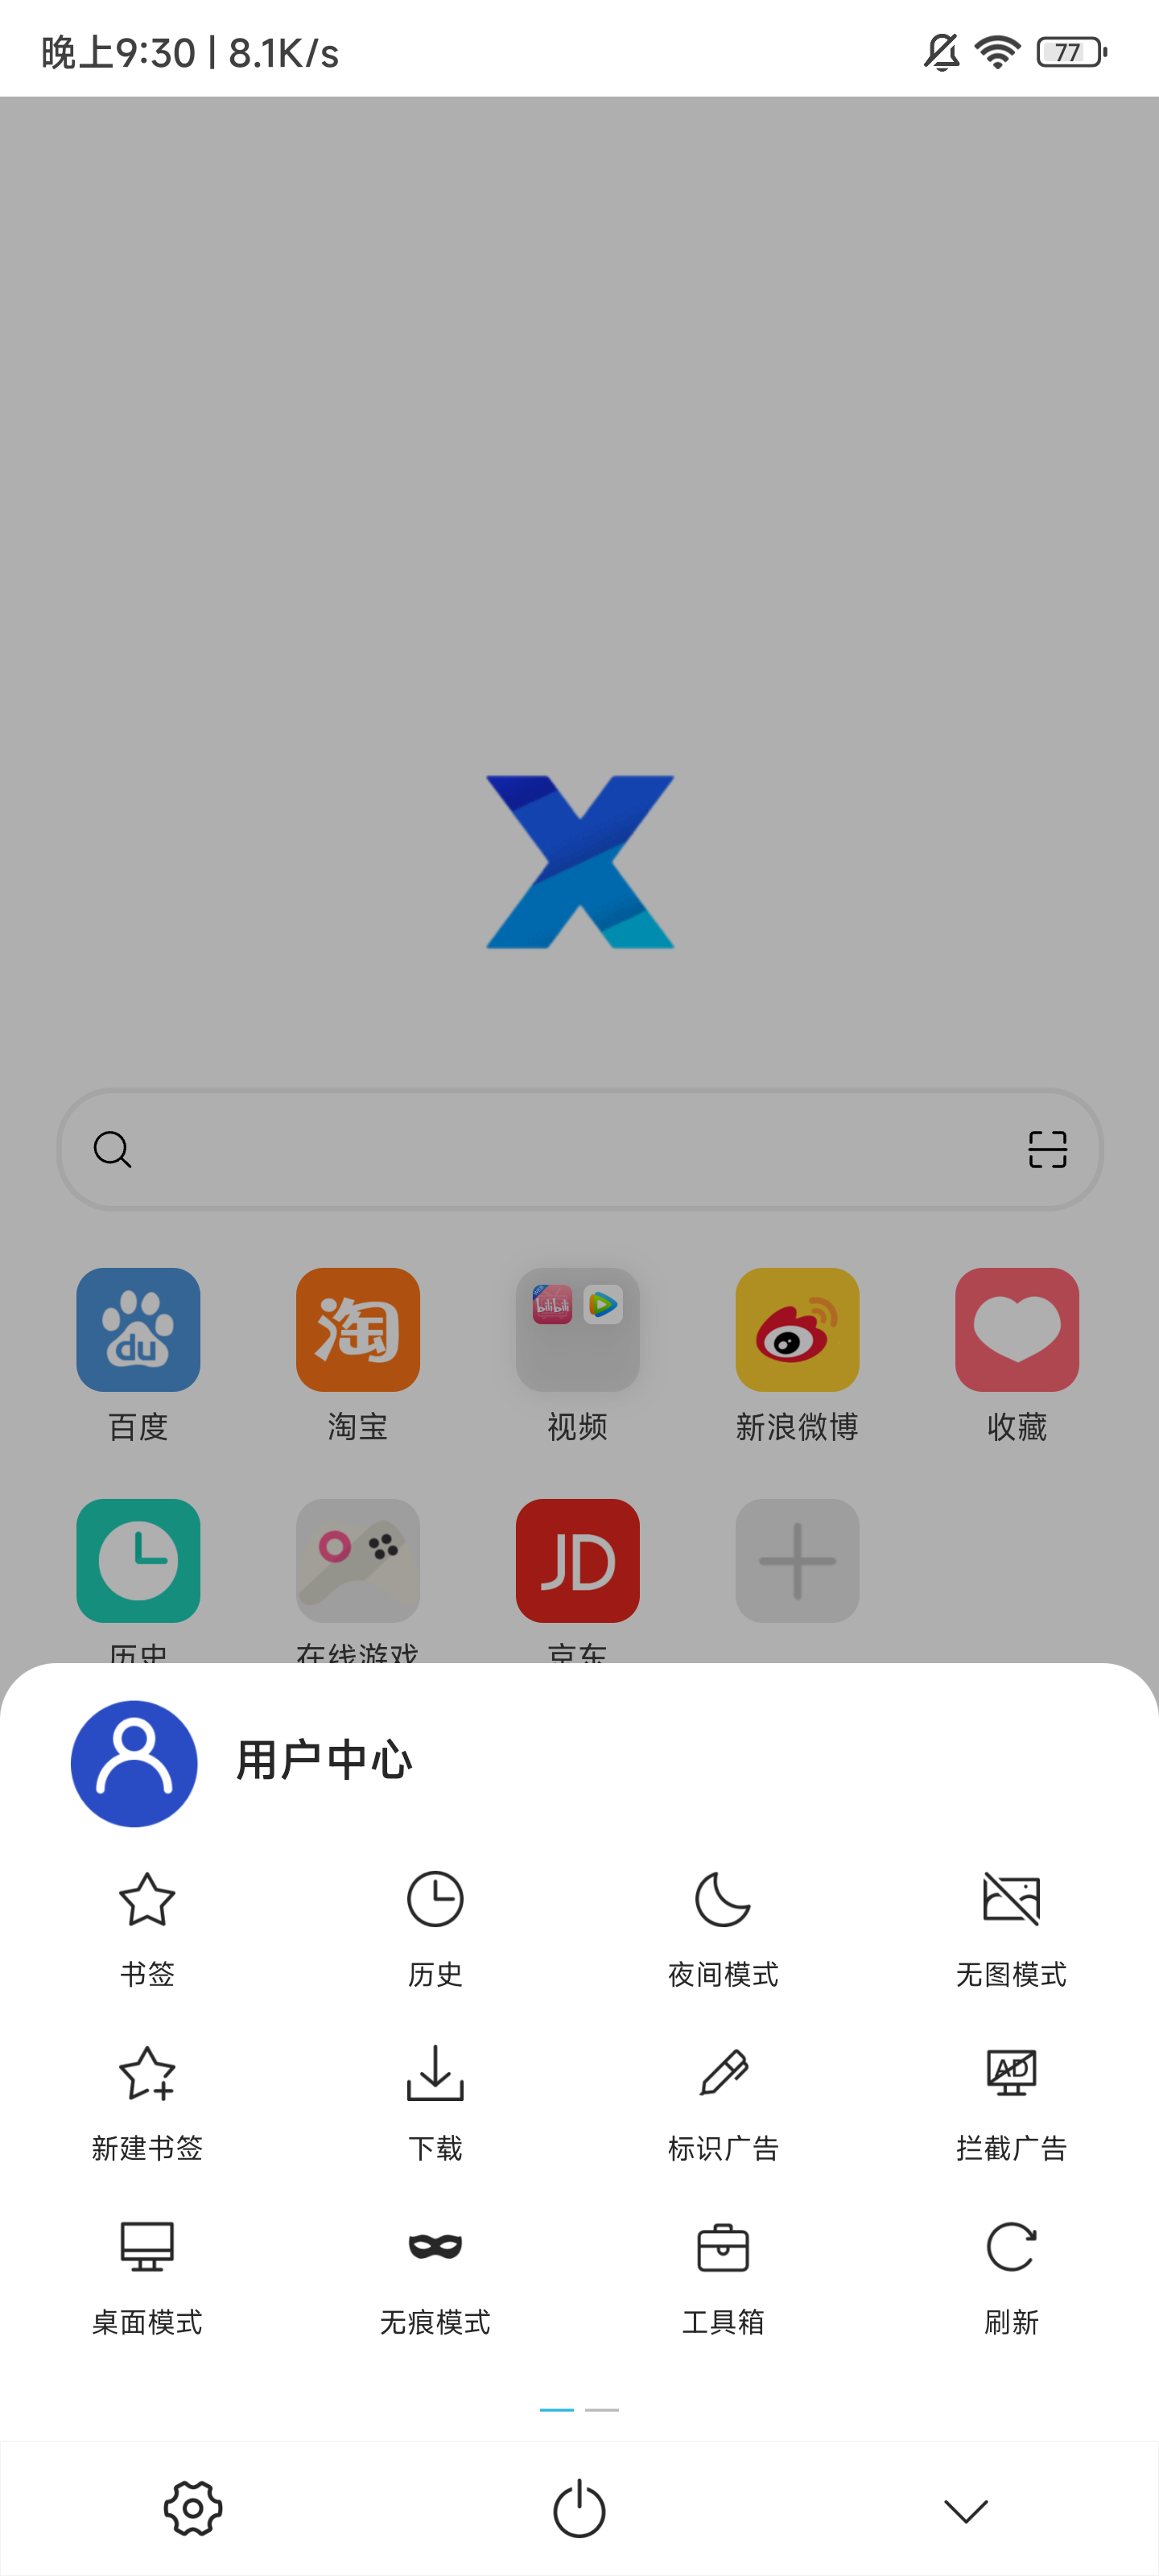 晚上9:30 | 8.1K/s
77
du
淘
bilibili
百度
淘宝
视频
新浪微博
收藏
JD
历史
在线游戏
京东
用户中心
书签
历史
夜间模式
无图模式
AD
新建书签
下载
标识广告
拦截广告
桌面模式
无痕模式
工具箱
刷新